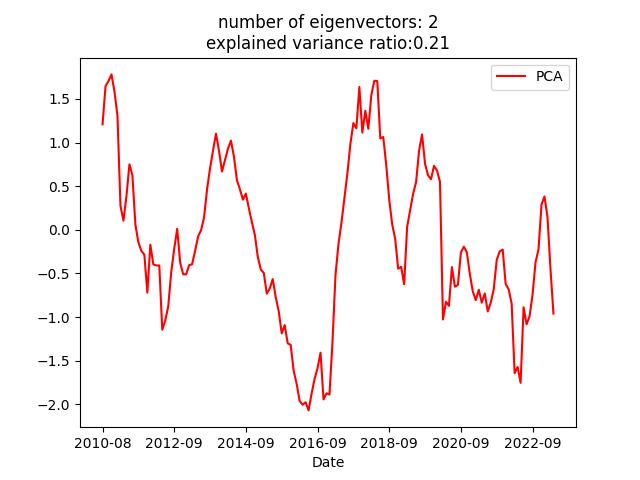 number of eigenvectors: 2
explained variance ratio:0.21
PCA
1.5
1.0
0.5
0.0
−0.5
−1.0
−1.5
−2.0
2010-08 2012-09 2014-09 2016-09 2018-09 2020-09 2022-09
Date